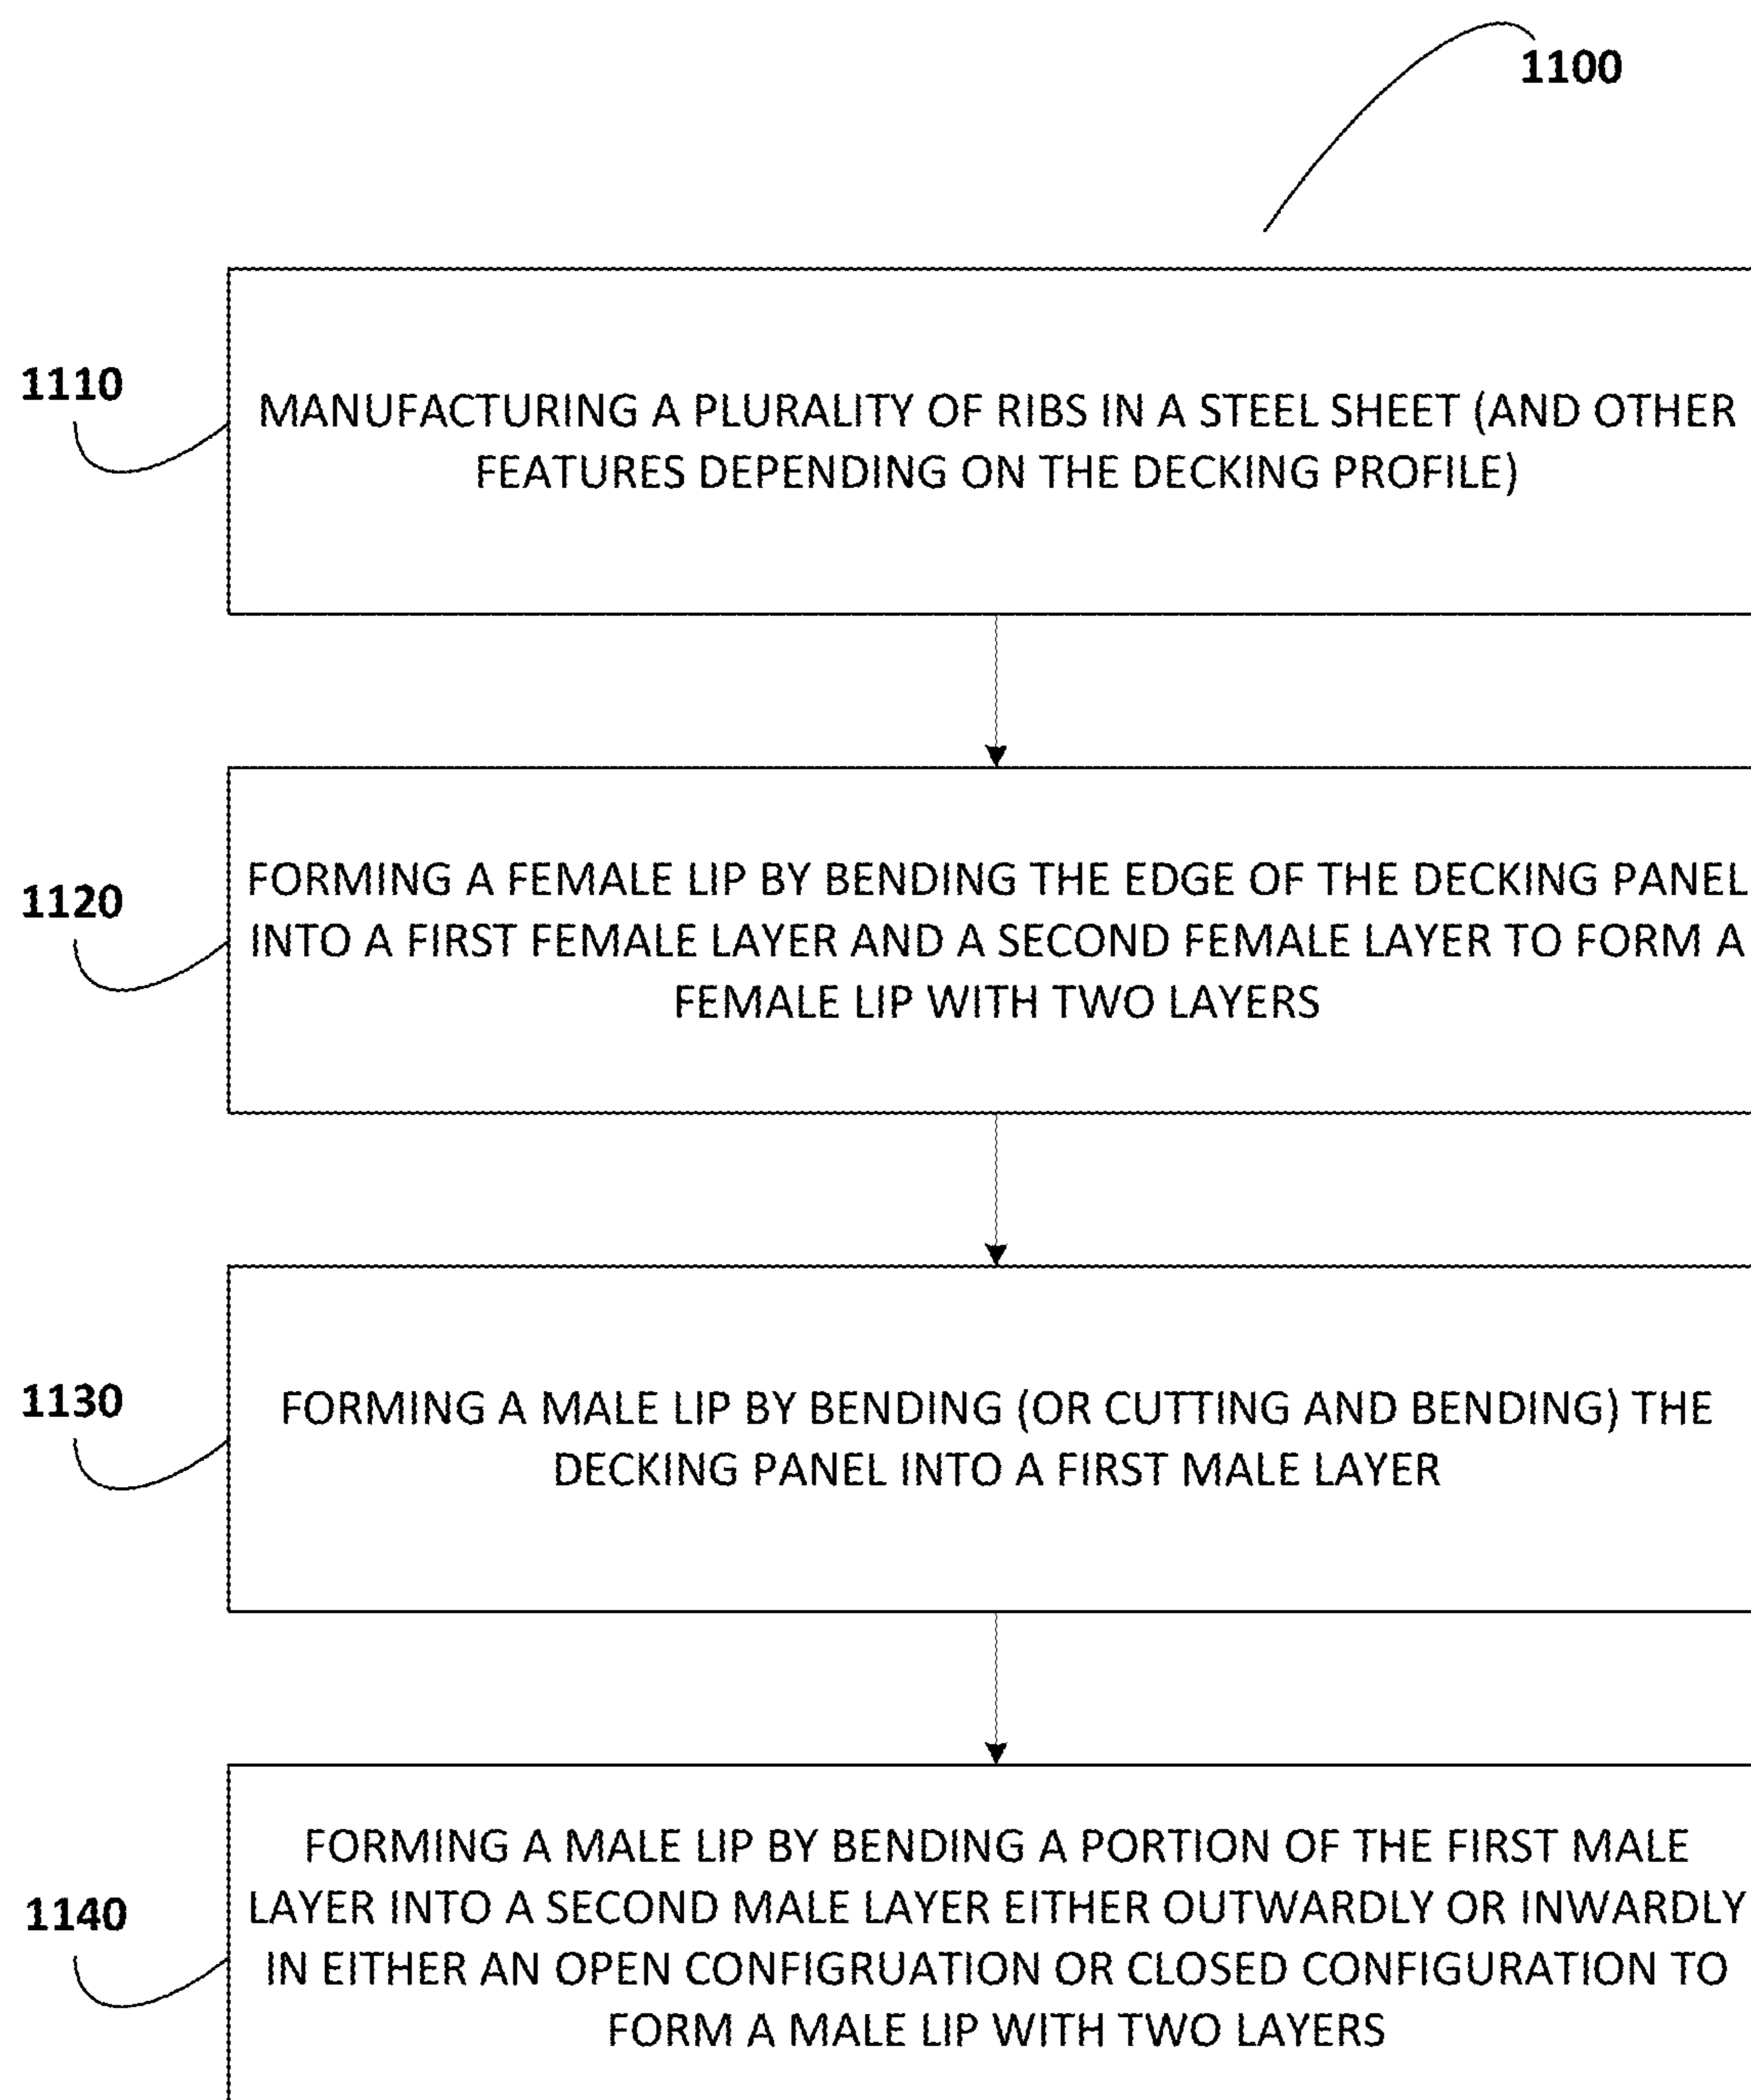 1100
1110
MANUFACTURING A PLURALITY OF RIBS IN A STEEL SHEET (AND OTHER
FEATURES DEPENDING ON THE DECKING PROFILE)
1120
FORMING A FEMALE LIP BY BENDING THE EDGE OF THE DECKING PANEL
INTO A FIRST FEMALE LAYER AND A SECOND FEMALE LAYER TO FORM A
FEMALE LIP WITH TWO LAYERS
1130
FORMING A MALE LIP BY BENDING (OR CUTTING AND BENDING) THE
DECKING PANEL INTO A FIRST MALE LAYER
1140
FORMING A MALE LIP BY BENDING A PORTION OF THE FIRST MALE
LAYER INTO A SECOND MALE LAYER EITHER OUTWARDLY OR INWARDLY
IN EITHER AN OPEN CONFIGRUATION OR CLOSED CONFIGURATION TO
FORM A MALE LIP WITH TWO LAYERS